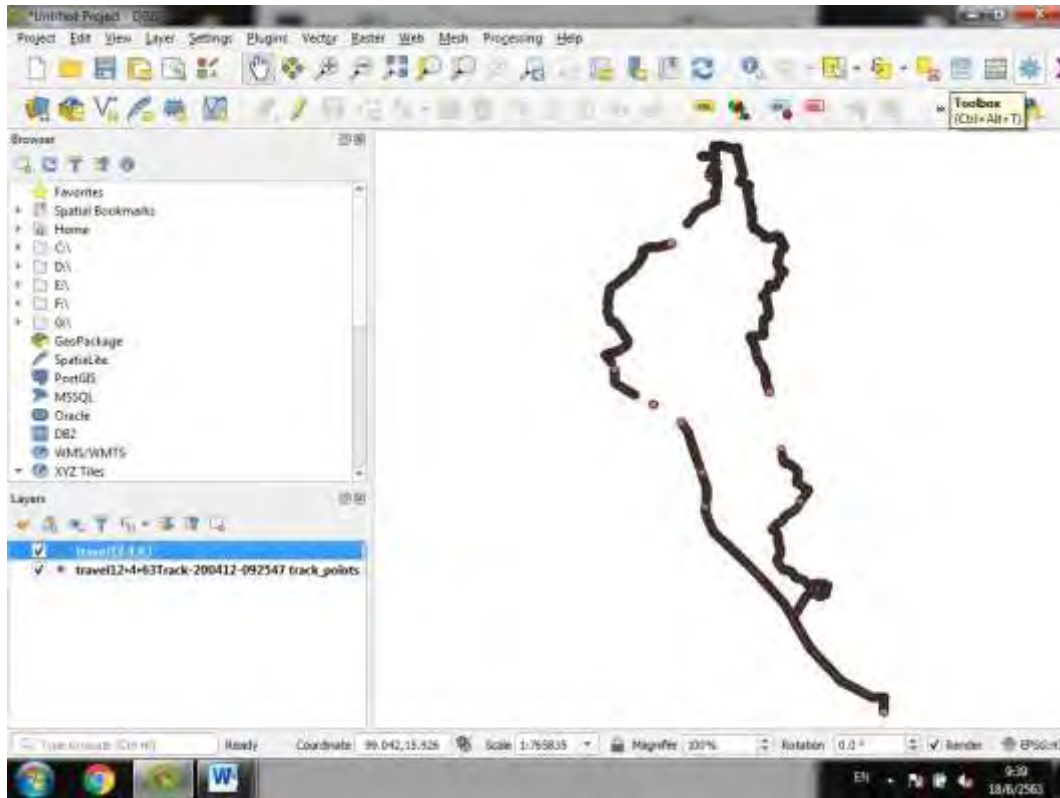 *Untitled Project -
Project Edit View Layer Settings Plugins Vector Raster Web Mesh Processing Help
Toolbox
(Ctrl+Alt+T)
Browser
Favorites
Spatial Bookmarks
Home
C:\
D:\
E:\
F:\
G:\
GeoPackage
SpatiaLite
PostGIS
MSSQL
Oracle
DB2
WMS/WMTS
XYZ Tiles
Layers
travel12-4-63Track-200412-092547 track_points
Ready Coordinate 99.042,15.926 Scale 1:765835 Magnifier 100% Rotation 0.0 ° Render
EN 9:39
18/6/2563